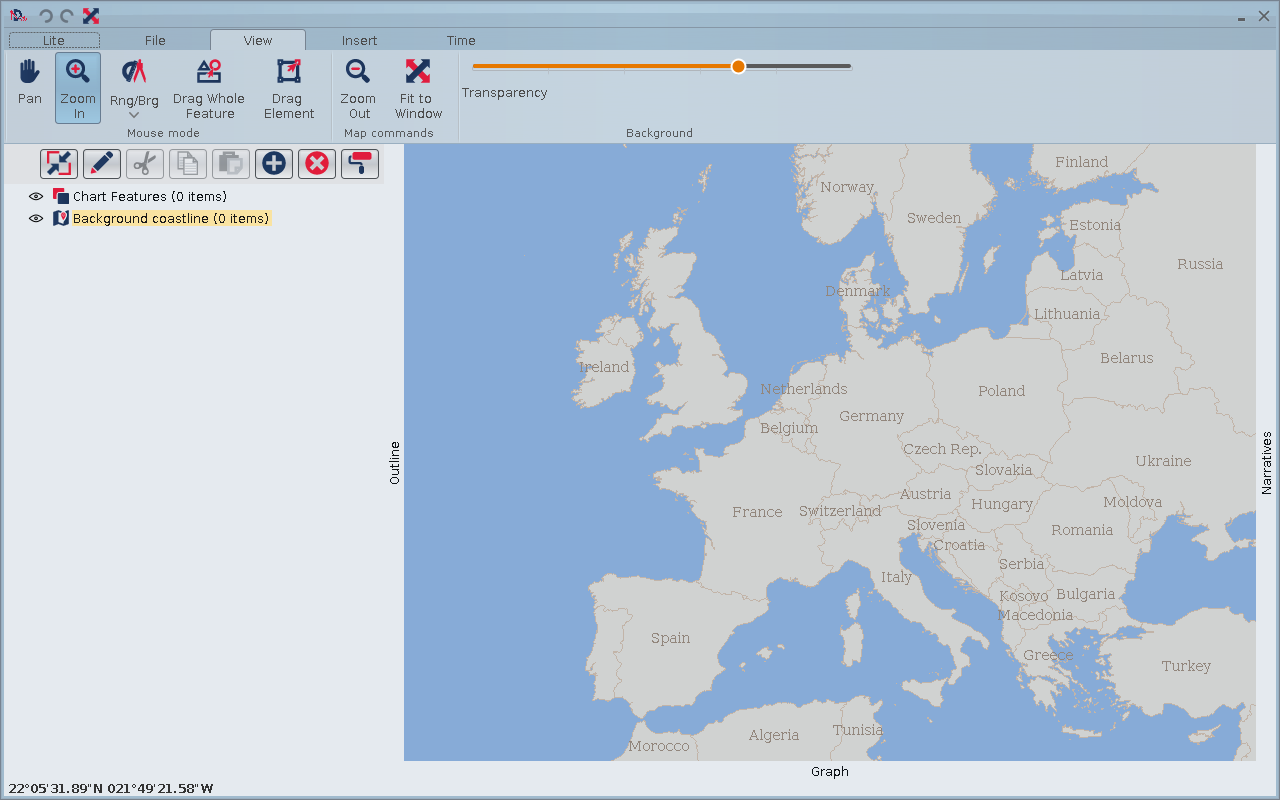 Lite File View Insert Time
Pan
Zoom In
Rng/Brg
Drag Whole Feature
Drag Element
Zoom Out
Fit to Window
Transparency
Mouse mode
Map commands
Background
Chart Features (0 items)
Background coastline (0 items)
Outline
Finland
Norway
Sweden
Estonia
Russia
Latvia
Denmark
Lithuania
Belarus
Ireland
Netherlands
Poland
Germany
Belgium
Czech Rep.
Ukraine
Slovakia
Austria
Moldova
Hungary
France
Switzerland
Slovenia
Romania
Croatia
Serbia
Italy
Kosovo
Bulgaria
Macedonia
Spain
Greece
Turkey
Tunisia
Algeria
Morocco
Narratives
Graph
22°05'31.89"N 021°49'21.58"W